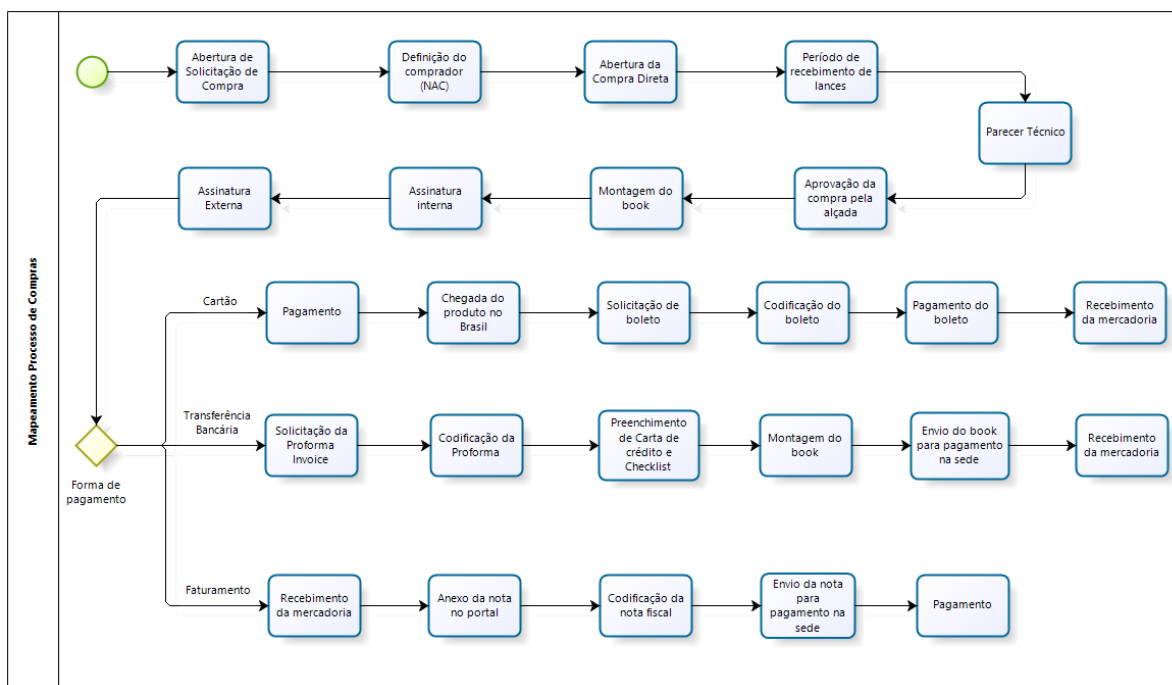 Mapeamento Processo de Compras
Abertura de
Solicitação de
Compra
Definição do
comprador
(NAC)
Abertura da
Compra Direta
Período de
recebimento de
lances
Parecer Técnico
Assinatura
Externa
Assinatura
interna
Montagem do
book
Aprovação da
compra pela
alçada
Cartão
Pagamento
Chegada do
produto no
Brasil
Solicitação de
boleto
Codificação do
boleto
Pagamento do
boleto
Recebimento
da mercadoria
Forma de
pagamento
Transferência
Bancária
Solicitação da
Proforma
Invoice
Codificação da
Proforma
Preenchimento
de Carta de
crédito e
Checklist
Montagem do
book
Envio do book
para pagamento
na sede
Recebimento
da mercadoria
Faturamento
Recebimento
da mercadoria
Anexo da nota
no portal
Codificação da
nota fiscal
Envio da nota
para
pagamento na
sede
Pagamento